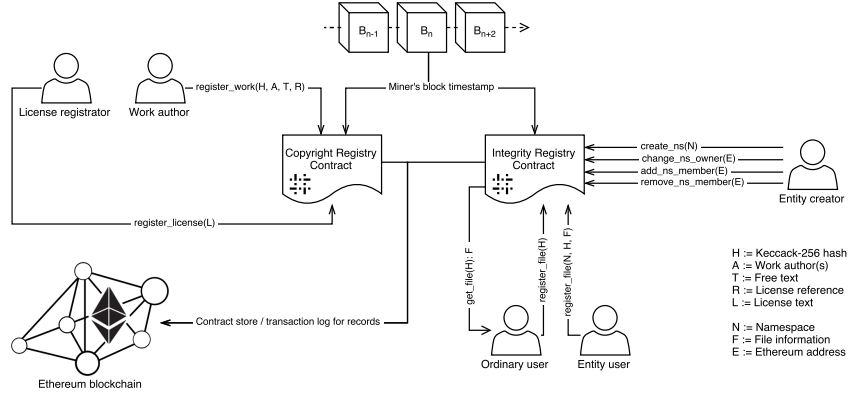 Bn-1
Bn
Bn+2
License registrator
Work author
register_work(H, A, T, R)
Miner's block timestamp
Copyright Registry
Contract
Integrity Registry
Contract
create_ns(N)
change_ns_owner(E)
add_ns_member(E)
remove_ns_member(E)
Entity creator
register_license(L)
get_file(H): F
register_file(H)
register_file(N, H, F)
Contract store / transaction log for records
Ethereum blockchain
Ordinary user
Entity user
H := Keccack-256 hash
A := Work author(s)
T := Free text
R := License reference
L := License text
N := Namespace
F := File information
E := Ethereum address